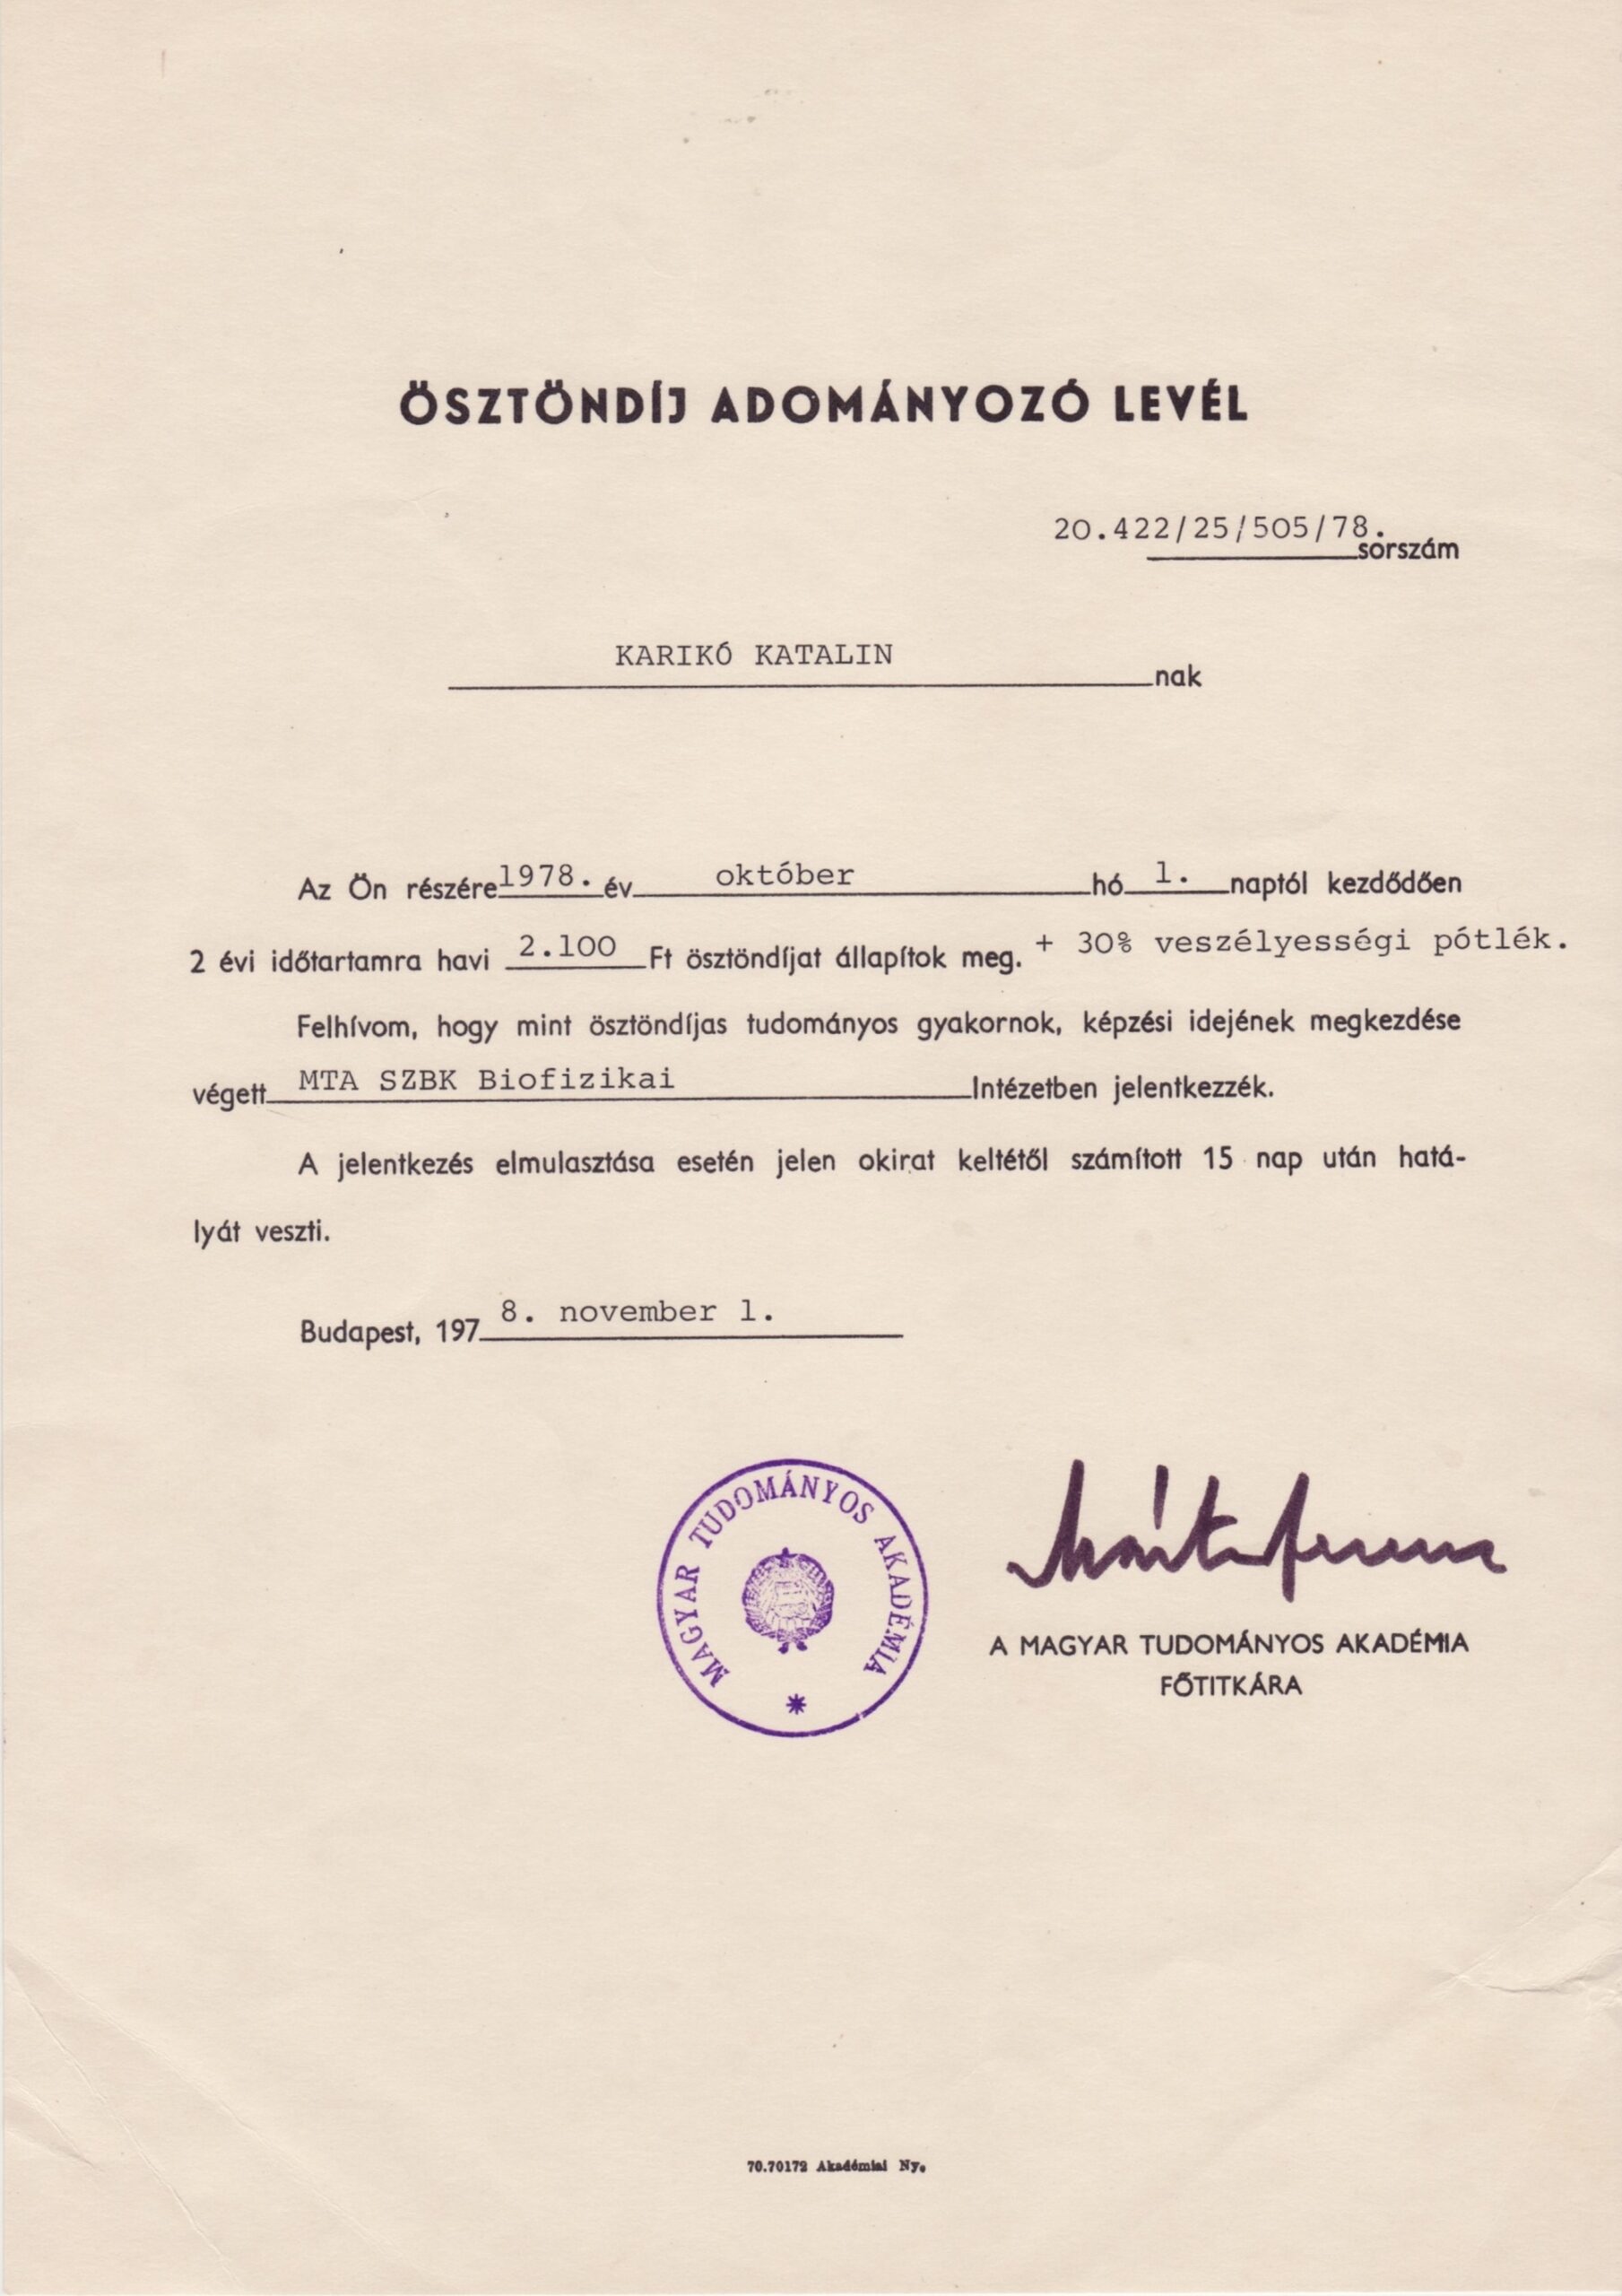 ÖSZTÖNDÍJ ADOMÁNYOZÓ LEVÉL
20.422/25/505/78. sorszám
KARIKÓ KATALIN nak
Az Ön részére 1978. év október hó 1. naptól kezdődően
2 évi időtartamra havi 2.100 Ft ösztöndíjat állapítok meg. + 30% veszélyességi pótlék.
Felhívom, hogy mint ösztöndíjas tudományos gyakornok, képzési idejének megkezdése
végett MTA SZBK Biofizikai Intézetben jelentkezzék.
A jelentkezés elmulasztása esetén jelen okirat keltétől számított 15 nap után hatá-
lyát veszti.
Budapest, 1978. november 1.
MAGYAR TUDOMÁNYOS AKADÉMIA
Márta Ferenc
A MAGYAR TUDOMÁNYOS AKADÉMIA
FŐTITKÁRA
70.70172 Akadémiai Ny.